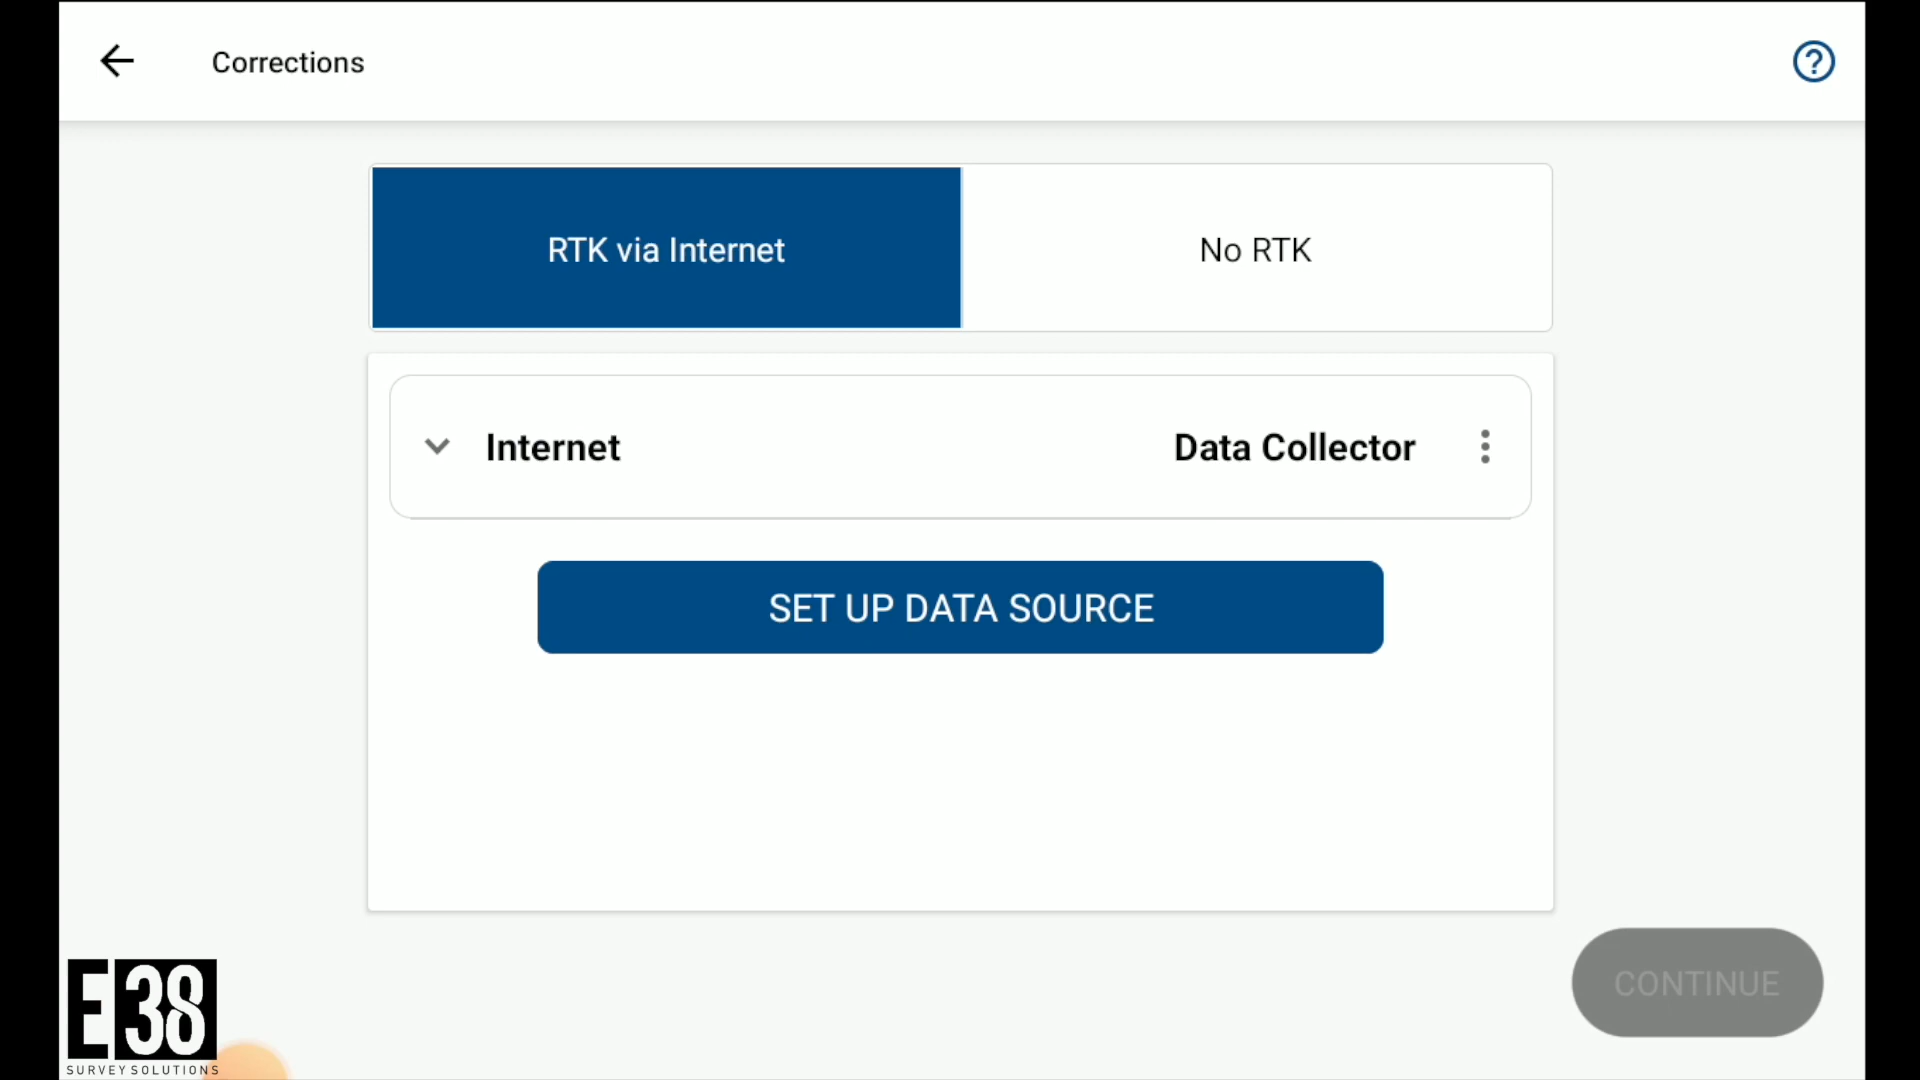 Corrections
RTK via Internet
No RTK
Internet
Data Collector
SET UP DATA SOURCE
CONTINUE
E38
SURVEY SOLUTIONS